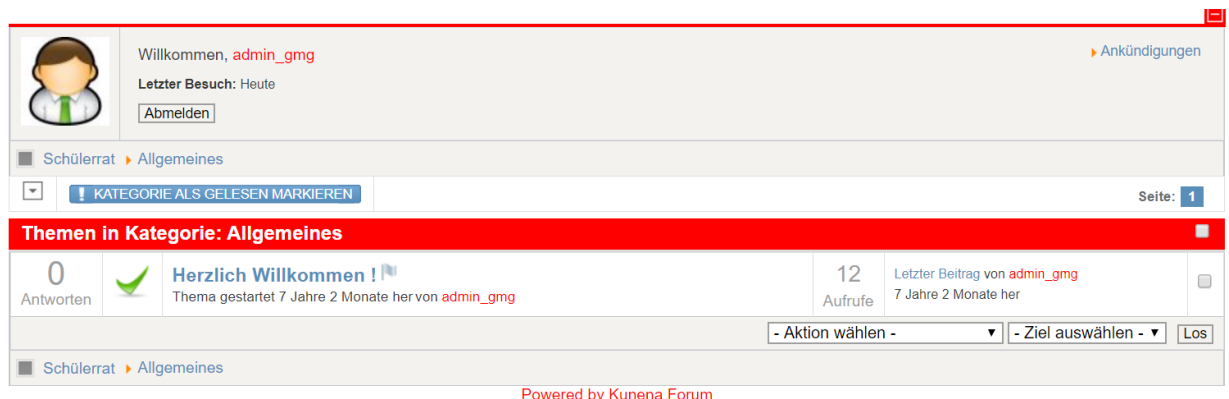 Willkommen, admin_gmg
Ankündigungen
Letzter Besuch: Heute
Abmelden
Schülerrat Allgemeines
KATEGORIE ALS GELESEN MARKIEREN
Seite: 1
Themen in Kategorie: Allgemeines
0
Antworten
Herzlich Willkommen !
Thema gestartet 7 Jahre 2 Monate her von admin_gmg
12
Aufrufe
Letzter Beitrag von admin_gmg
7 Jahre 2 Monate her
- Aktion wählen - - Ziel auswählen - Los
Schülerrat Allgemeines
Powered by Kunena Forum